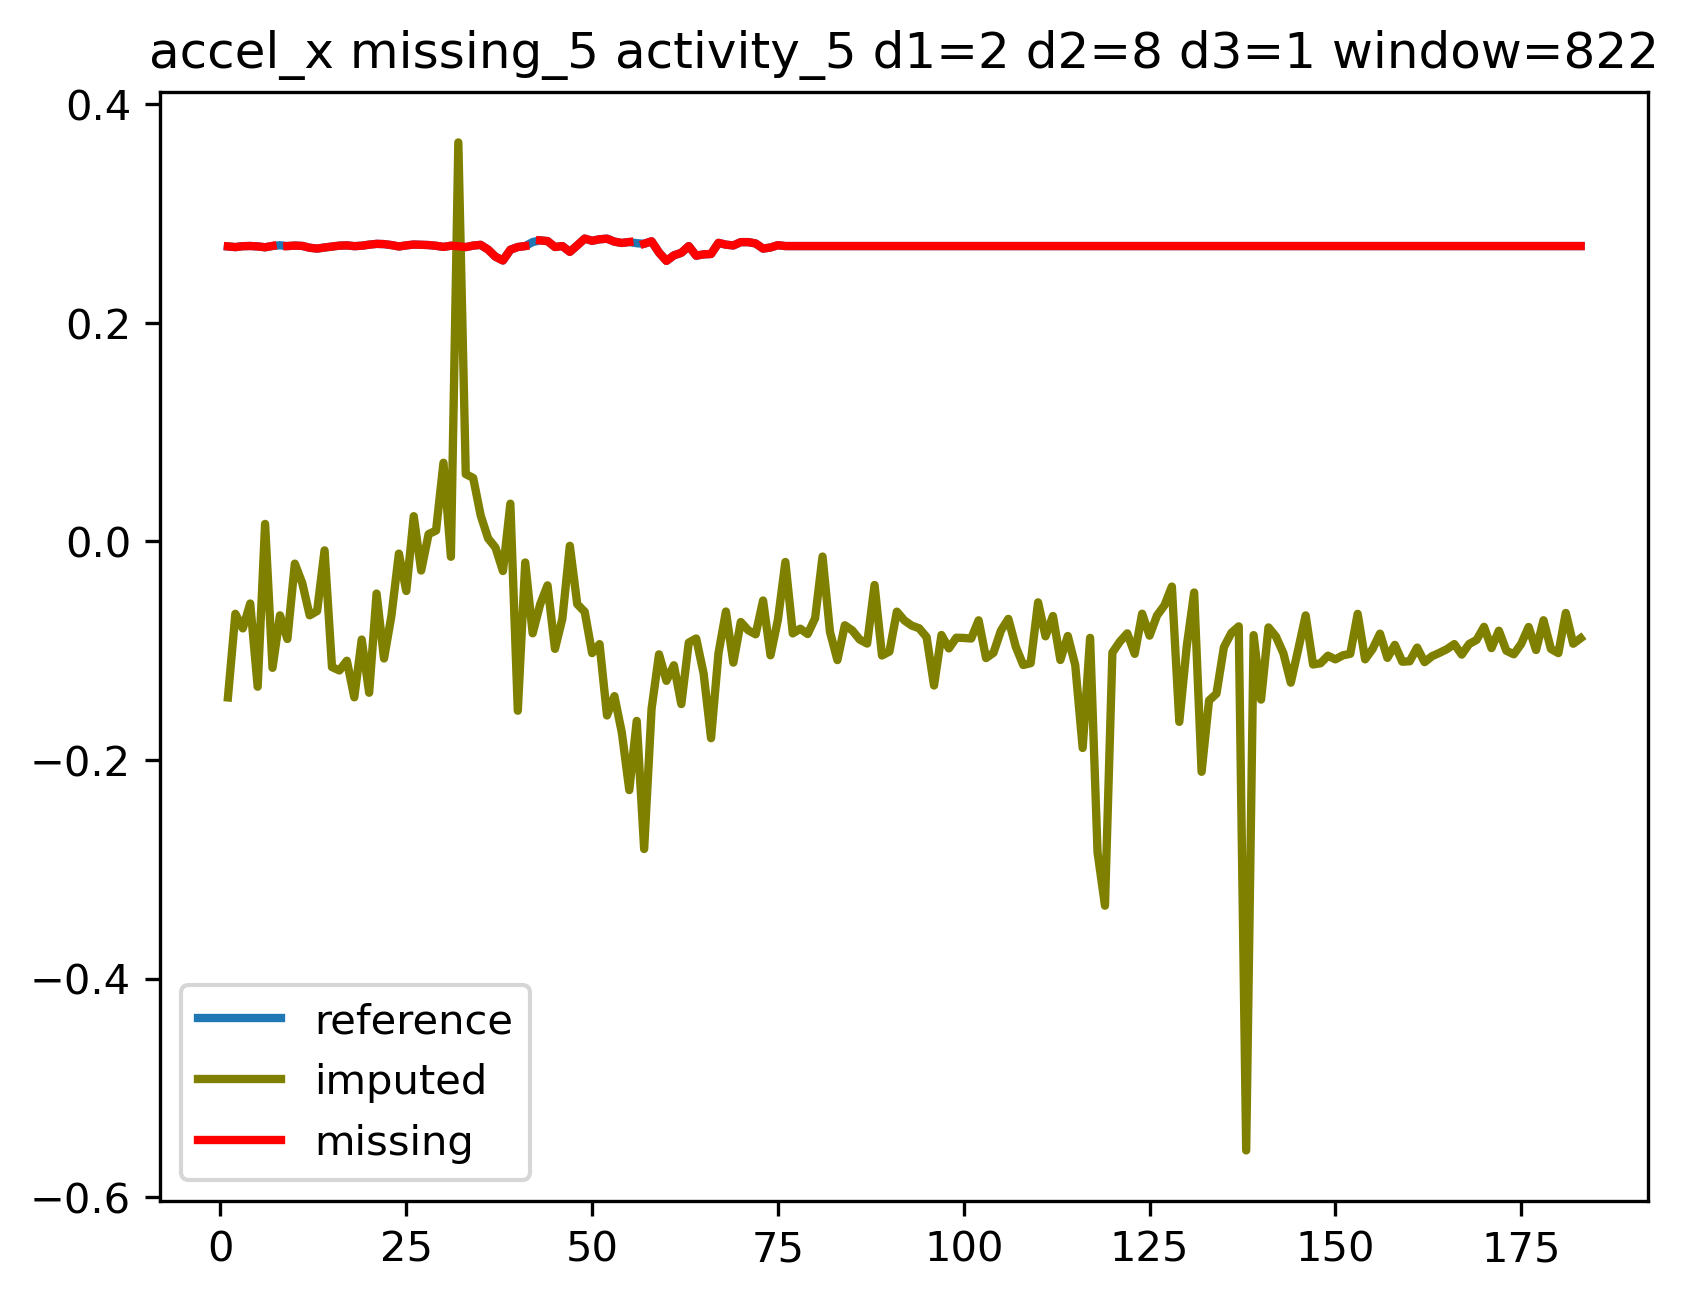 accel_x missing_5 activity_5 d1=2 d2=8 d3=1 window=822
0.4
0.2
0.0
−0.2
−0.4
−0.6
reference
imputed
missing
0 25 50 75 100 125 150 175